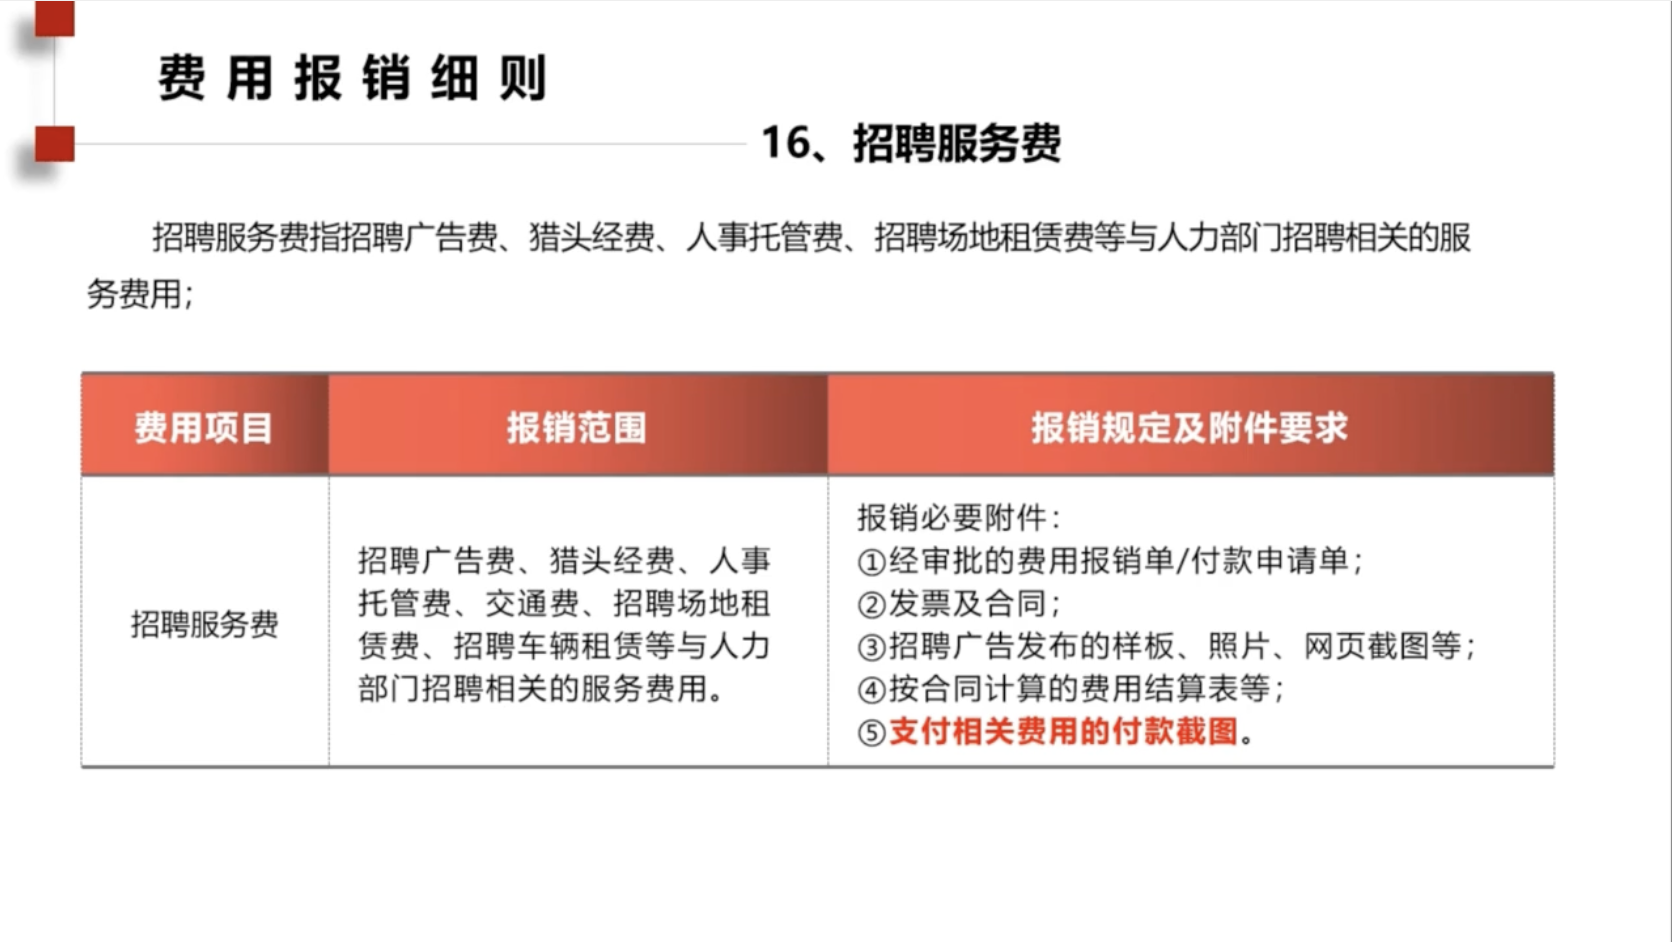 费用报销细则
16、招聘服务费
招聘服务费指招聘广告费、猎头经费、人事托管费、招聘场地租赁费等与人力部门招聘相关的服
务费用；
费用项目
报销范围
报销规定及附件要求
招聘服务费
招聘广告费、猎头经费、人事
托管费、交通费、招聘场地租
赁费、招聘车辆租赁等与人力
部门招聘相关的服务费用。
报销必要附件：
①经审批的费用报销单/付款申请单；
②发票及合同；
③招聘广告发布的样板、照片、网页截图等；
④按合同计算的费用结算表等；
⑤支付相关费用的付款截图。